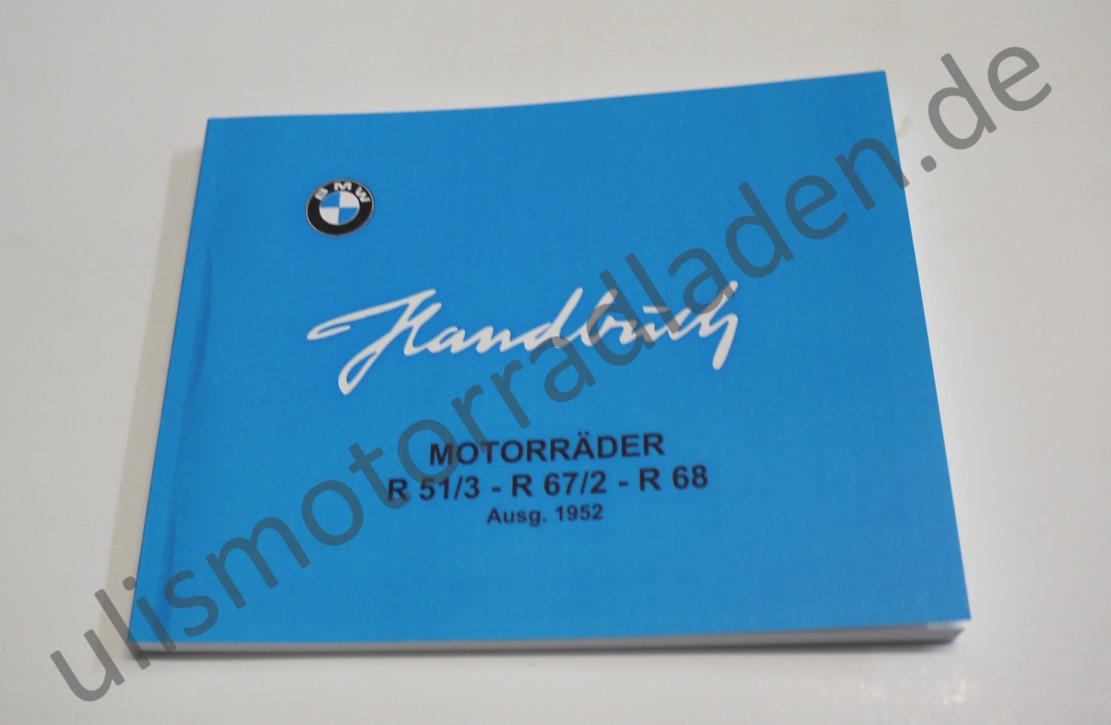 BMW
Handbuch
MOTORRÄDER
R 51/3 - R 67/2 - R 68
Ausg. 1952
ulismotorradladen.de